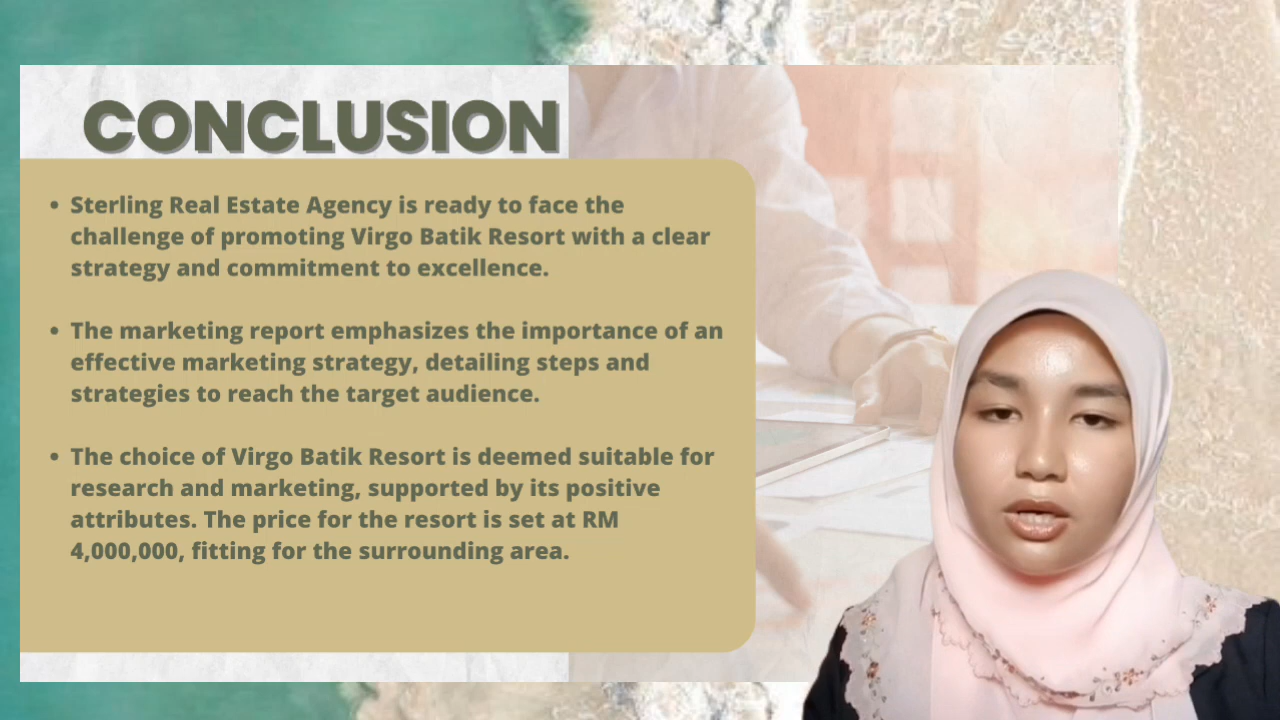 CONCLUSION
• Sterling Real Estate Agency is ready to face the
challenge of promoting Virgo Batik Resort with a clear
strategy and commitment to excellence.
• The marketing report emphasizes the importance of an
effective marketing strategy, detailing steps and
strategies to reach the target audience.
• The choice of Virgo Batik Resort is deemed suitable for
research and marketing, supported by its positive
attributes. The price for the resort is set at RM
4,000,000, fitting for the surrounding area.